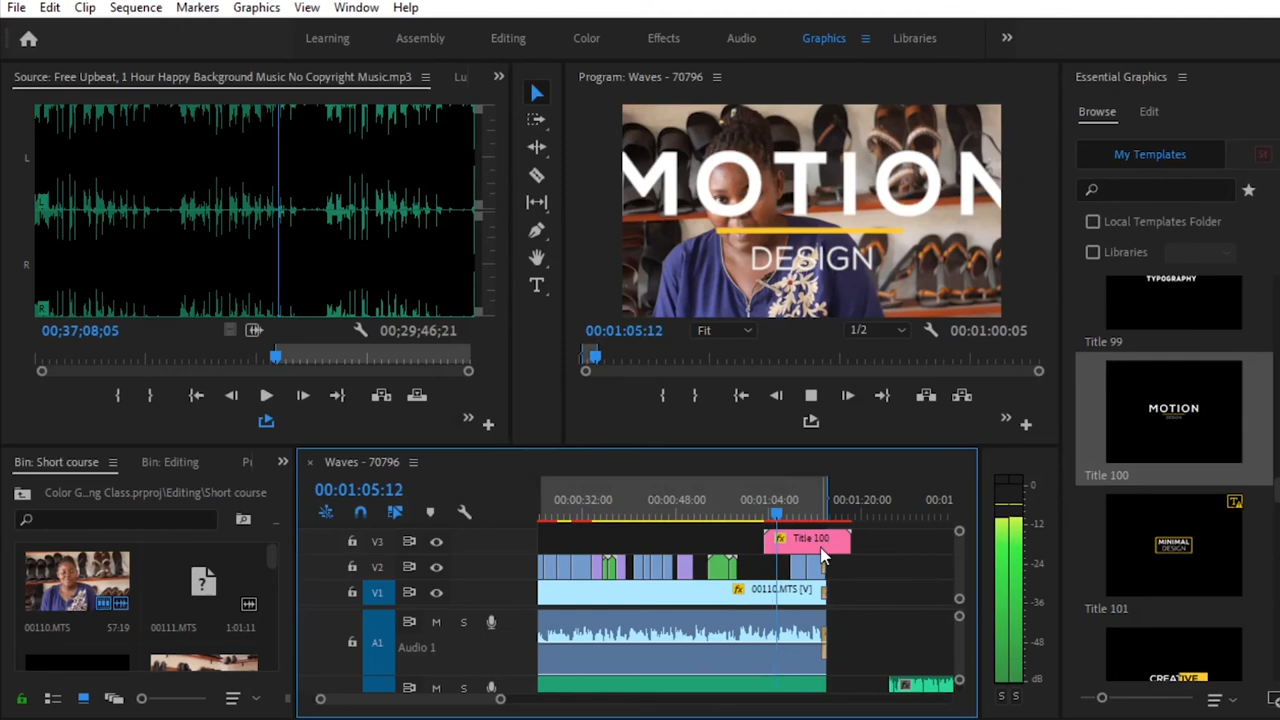 File Edit Clip Sequence Markers Graphics View Window Help
Learning Assembly Editing Color Effects Audio Graphics Libraries
Source: Free Upbeat, 1 Hour Happy Background Music No Copyright Music.mp3 Lu
Program: Waves - 70796
Essential Graphics
Browse Edit
My Templates St
Local Templates Folder
Libraries
L
R
MOTION
DESIGN
TYPOGRAPHY
Title 99
MOTION
DESIGN
Title 100
MINIMAL
DESIGN
Title 101
CREATIVE
00;37;08;05 00;29;46;21
00:01:05:12 Fit 1/2 00:01:00:05
Bin: Short course Bin: Editing Pi
Color G...ng Class.prproj\Editing\Short course
00110.MTS 57:19
00111.MTS 1:01:11
Waves - 70796
00:01:05:12
00:00:32:00 00:00:48:00 00:01:04:00 00:01:20:00 00:01
V3 fx Title 100
V2
V1 fx 00110.MTS [V]
A1 M S
Audio 1
M S
0
-12
-24
-36
-48
dB
S S